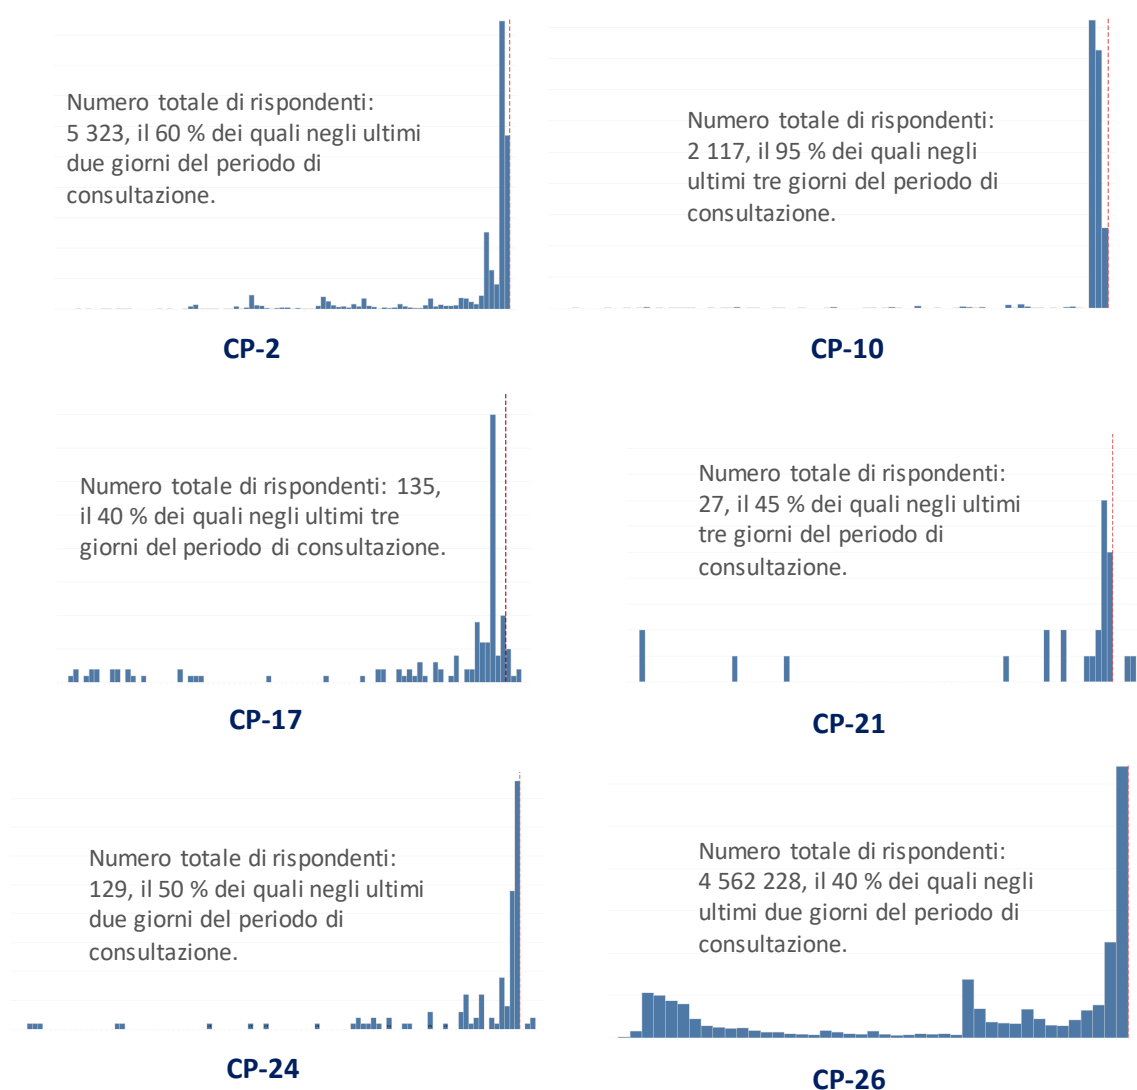 Numero totale di rispondenti:
5 323, il 60 % dei quali negli ultimi
due giorni del periodo di
consultazione.
CP-2
Numero totale di rispondenti:
2 117, il 95 % dei quali negli
ultimi tre giorni del periodo di
consultazione.
CP-10
Numero totale di rispondenti: 135,
il 40 % dei quali negli ultimi tre
giorni del periodo di consultazione.
CP-17
Numero totale di rispondenti:
27, il 45 % dei quali negli ultimi
tre giorni del periodo di
consultazione.
CP-21
Numero totale di rispondenti:
129, il 50 % dei quali negli ultimi
due giorni del periodo di
consultazione.
CP-24
Numero totale di rispondenti:
4 562 228, il 40 % dei quali negli
ultimi due giorni del periodo di
consultazione.
CP-26